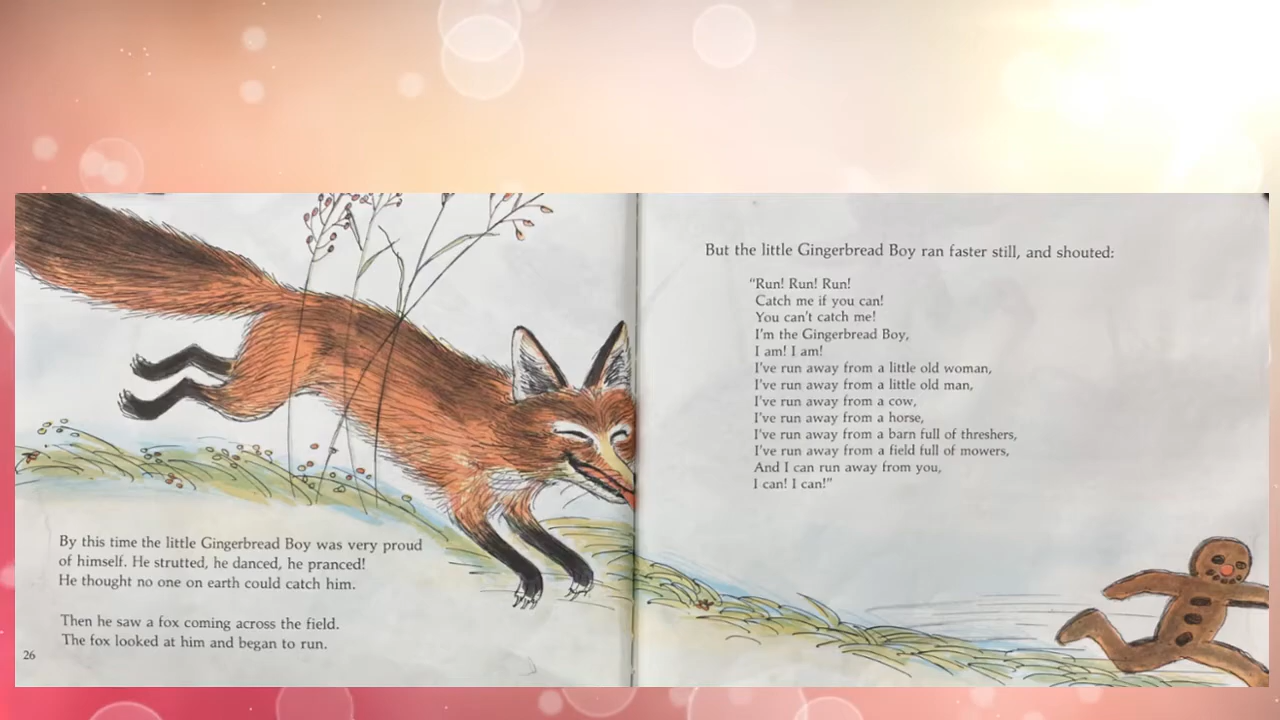 By this time the little Gingerbread Boy was very proud
of himself. He strutted, he danced, he pranced!
He thought no one on earth could catch him.
Then he saw a fox coming across the field.
The fox looked at him and began to run.
26
But the little Gingerbread Boy ran faster still, and shouted:
"Run! Run! Run!
Catch me if you can!
You can't catch me!
I'm the Gingerbread Boy,
I am! I am!
I've run away from a little old woman,
I've run away from a little old man,
I've run away from a cow,
I've run away from a horse,
I've run away from a barn full of threshers,
I've run away from a field full of mowers,
And I can run away from you,
I can! I can!"